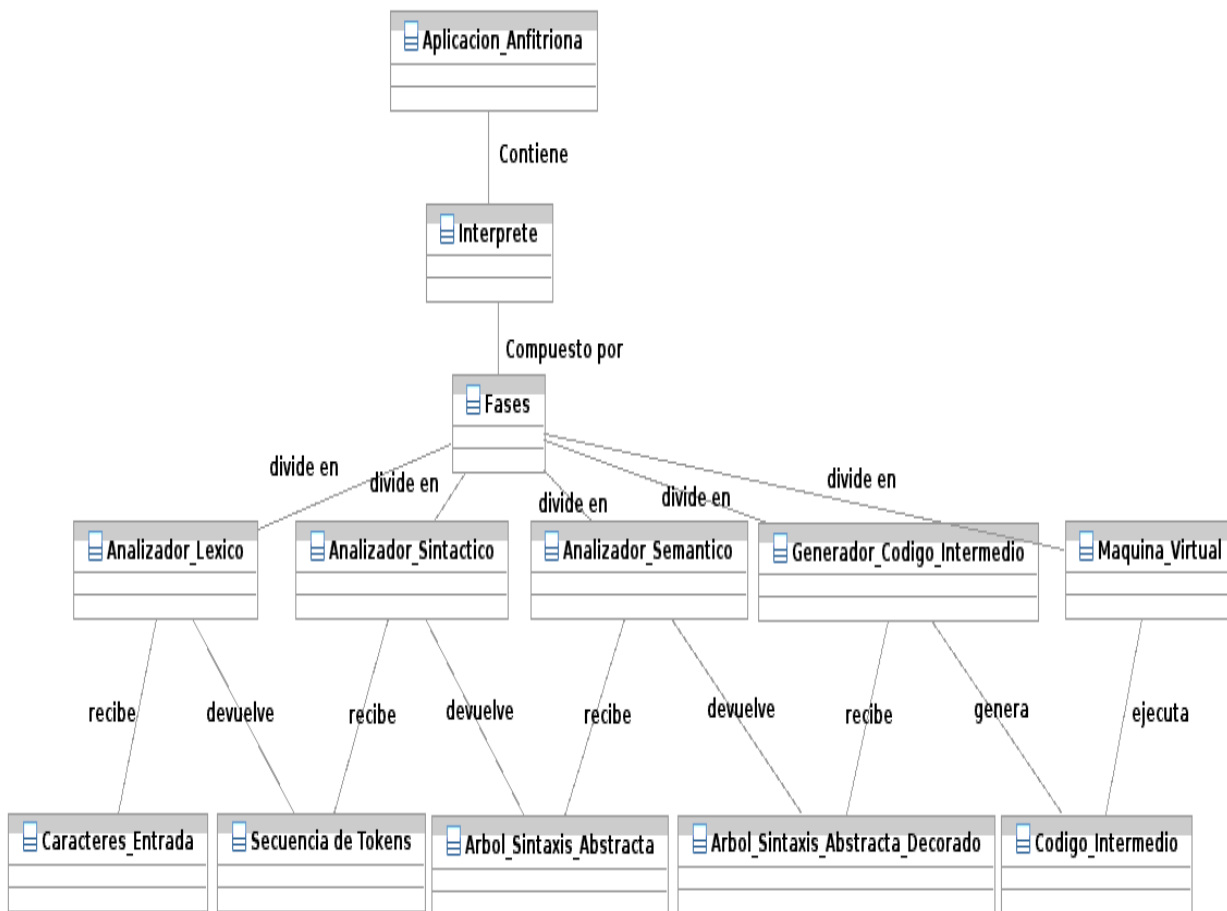 Aplicacion_Anfitriona
Contiene
Interprete
Compuesto por
Fases
divide en
divide en
divide en
divide en
divide en
Analizador_Lexico
Analizador_Sintactico
Analizador_Semantico
Generador_Codigo_Intermedio
Maquina_Virtual
recibe
devuelve
recibe
devuelve
recibe
devuelve
recibe
genera
ejecuta
Caracteres_Entrada
Secuencia de Tokens
Arbol_Sintaxis_Abstracta
Arbol_Sintaxis_Abstracta_Decorado
Codigo_Intermedio